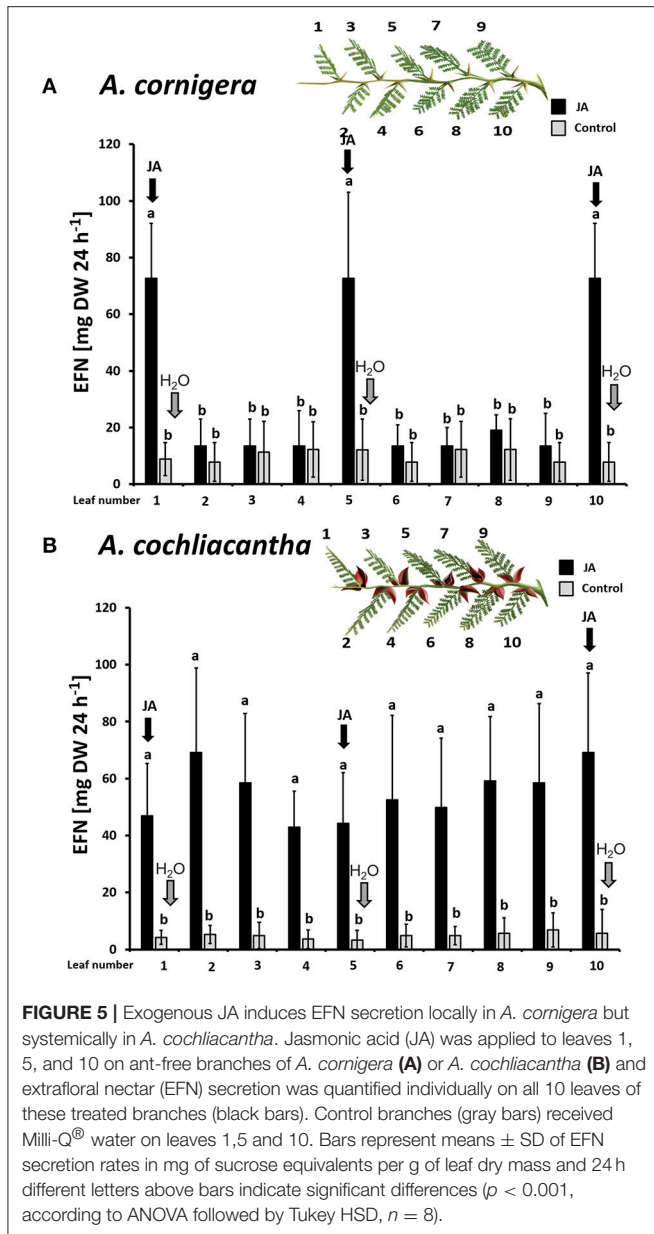 1 3 5 7 9
A A. cornigera
2 4 6 8 10
JA
Control
120
100
80
60
40
20
0
EFN [mg DW 24 h⁻¹]
JA JA JA
a a a
H₂O H₂O H₂O
b b b b b b b b b b b b b b b b b
Leaf number 1 2 3 4 5 6 7 8 9 10
B A. cochliacantha
1 3 5 7 9
2 4 6 8 10
JA
Control
120
100
80
60
40
20
0
EFN [mg DW 24 h⁻¹]
JA JA JA
a a a a a a a a a a
H₂O H₂O H₂O
b b b b b b b b b b
Leaf number 1 2 3 4 5 6 7 8 9 10
FIGURE 5 | Exogenous JA induces EFN secretion locally in A. cornigera but
systemically in A. cochliacantha. Jasmonic acid (JA) was applied to leaves 1,
5, and 10 on ant-free branches of A. cornigera (A) or A. cochliacantha (B) and
extrafloral nectar (EFN) secretion was quantified individually on all 10 leaves of
these treated branches (black bars). Control branches (gray bars) received
Milli-Q® water on leaves 1,5 and 10. Bars represent means ± SD of EFN
secretion rates in mg of sucrose equivalents per g of leaf dry mass and 24 h
different letters above bars indicate significant differences (p < 0.001,
according to ANOVA followed by Tukey HSD, n = 8).